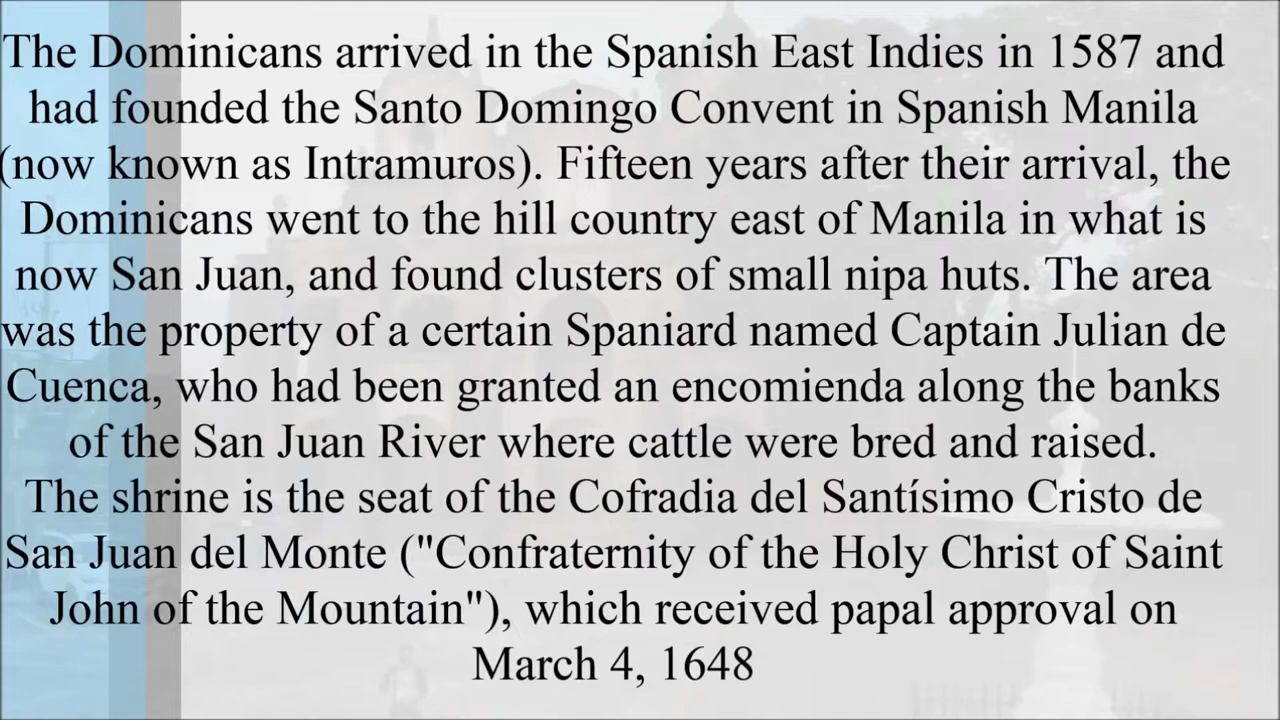 The Dominicans arrived in the Spanish East Indies in 1587 and
had founded the Santo Domingo Convent in Spanish Manila
(now known as Intramuros). Fifteen years after their arrival, the
Dominicans went to the hill country east of Manila in what is
now San Juan, and found clusters of small nipa huts. The area
was the property of a certain Spaniard named Captain Julian de
Cuenca, who had been granted an encomienda along the banks
of the San Juan River where cattle were bred and raised.
The shrine is the seat of the Cofradia del Santísimo Cristo de
San Juan del Monte ("Confraternity of the Holy Christ of Saint
John of the Mountain"), which received papal approval on
March 4, 1648